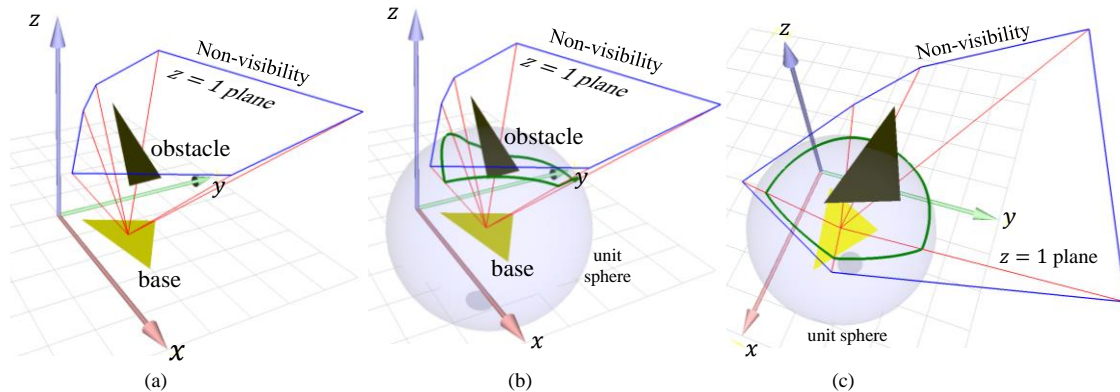 z
Non-visibility
z = 1 plane
obstacle
y
base
x
(a)
z
Non-visibility
z = 1 plane
obstacle
y
base
unit
sphere
x
(b)
z
Non-visibility
y
z = 1 plane
x
unit sphere
(c)